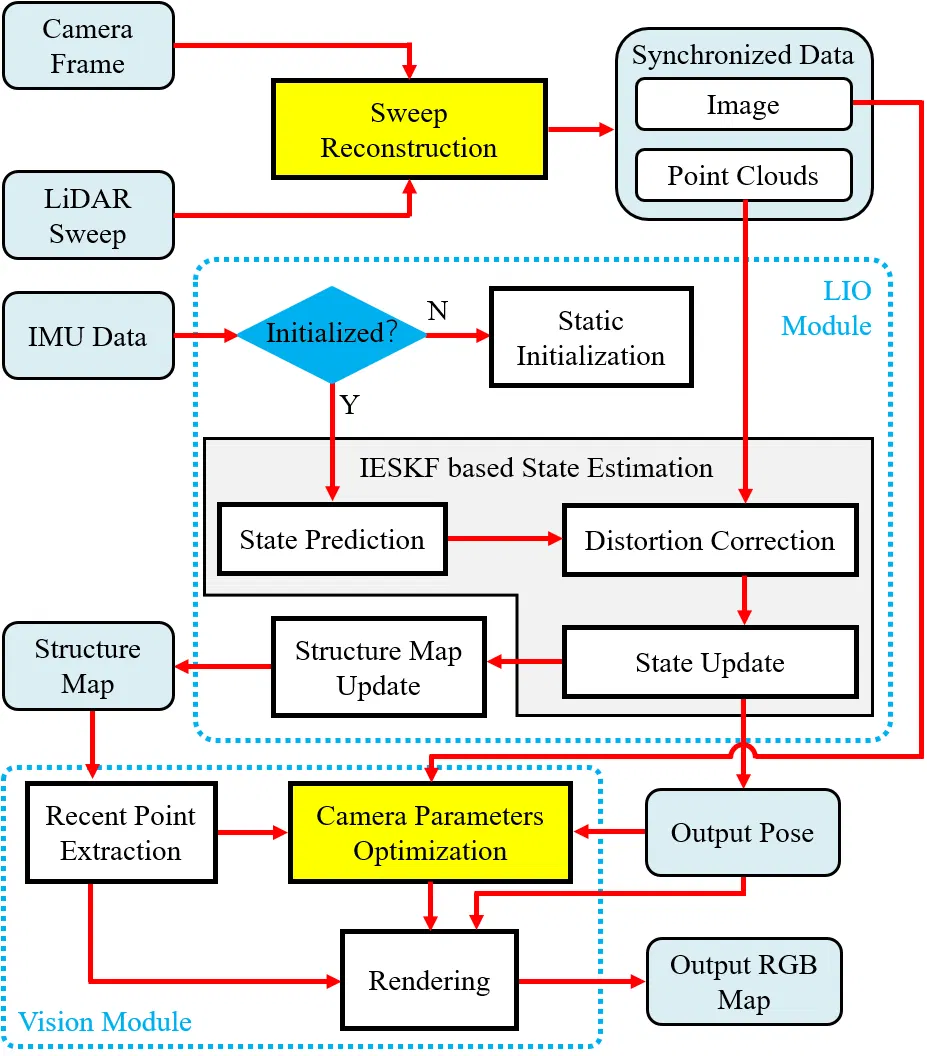 Camera
Frame
Synchronized Data
Image
Sweep
Reconstruction
Point Clouds
LiDAR
Sweep
LIO
Module
IMU Data
Initialized?
N
Static
Initialization
Y
IESKF based State Estimation
State Prediction
Distortion Correction
Structure
Map
Structure Map
Update
State Update
Recent Point
Extraction
Camera Parameters
Optimization
Output Pose
Rendering
Output RGB
Map
Vision Module